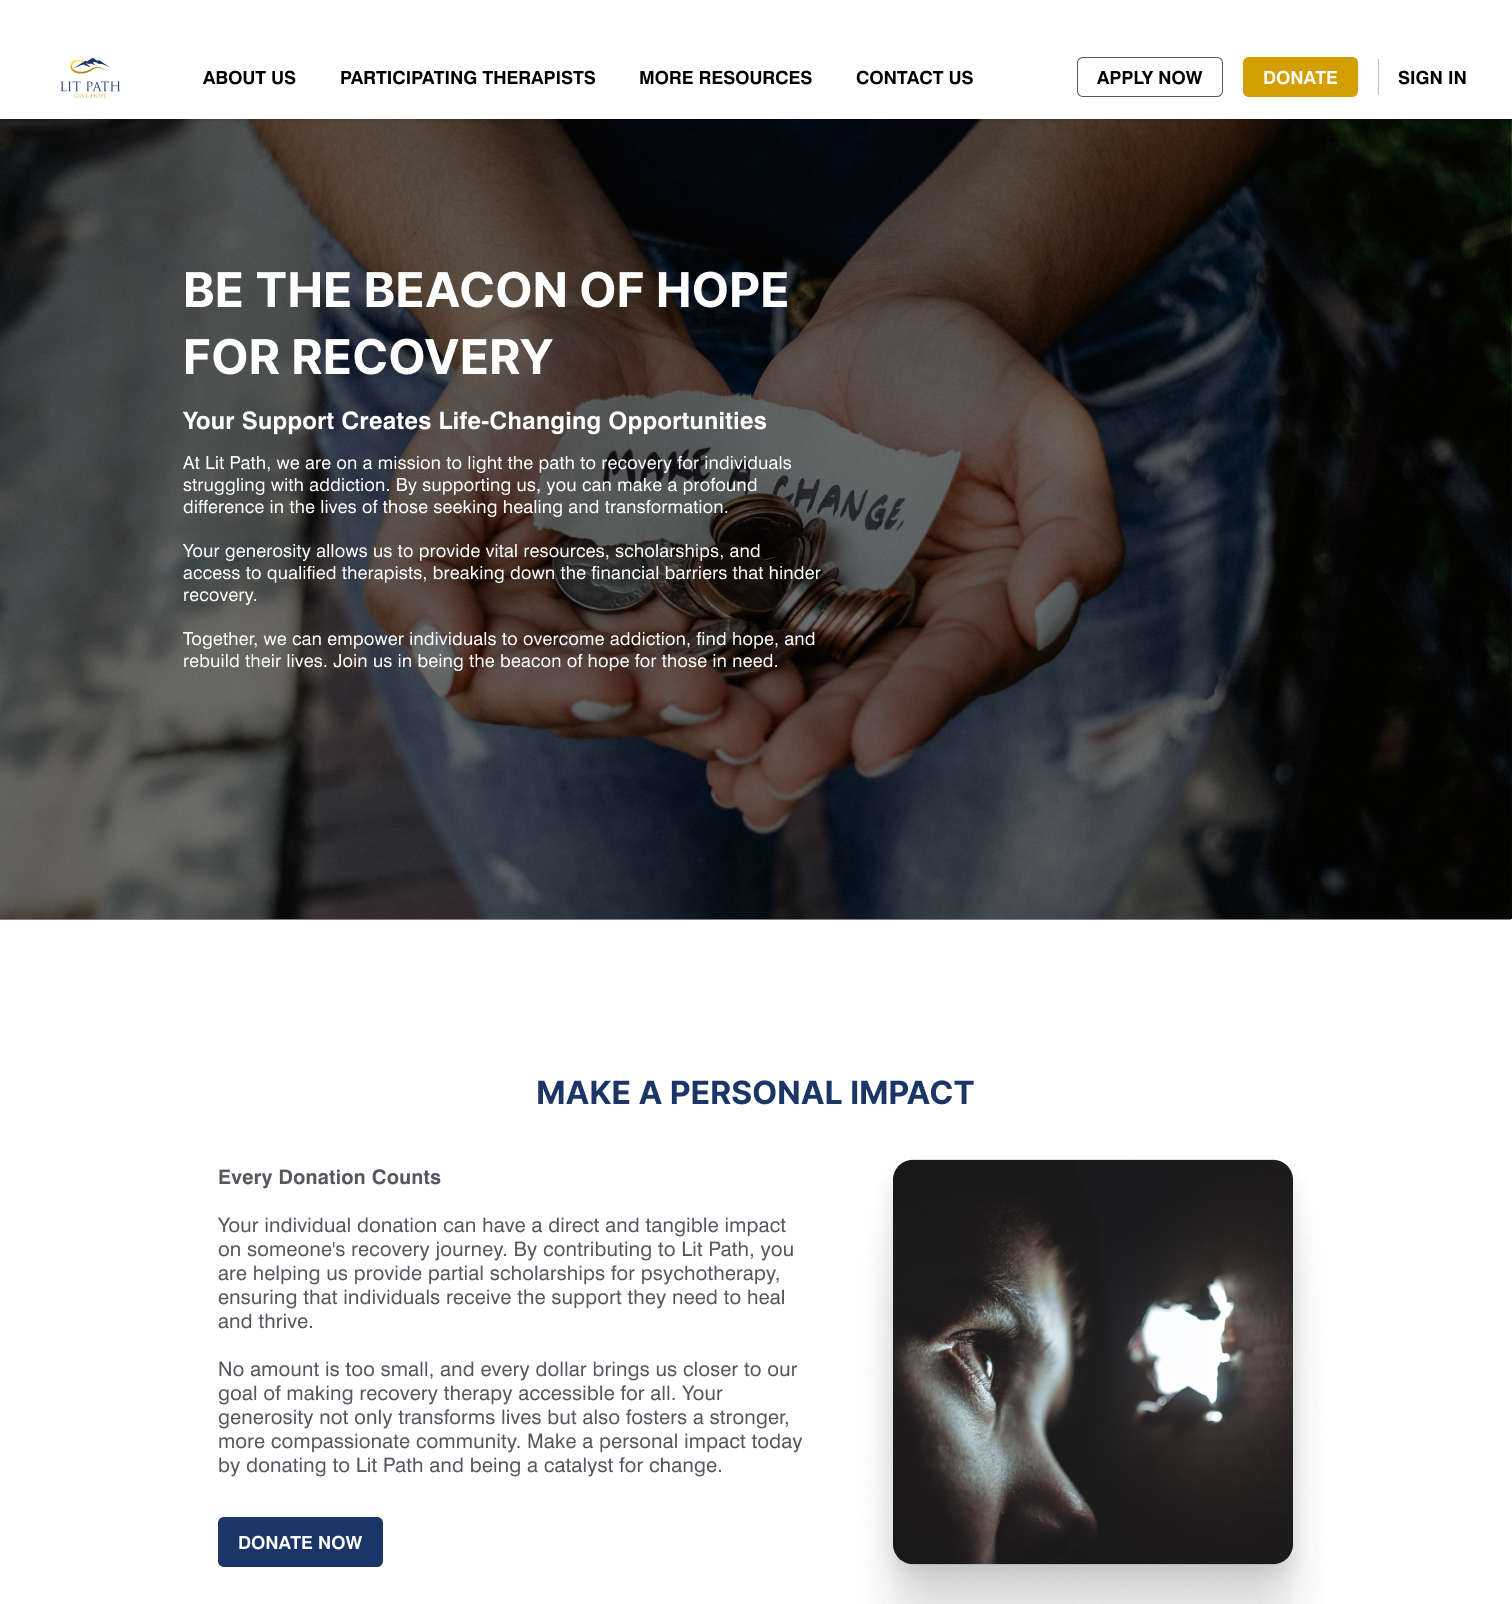 LIT PATH
GIVE HOPE
ABOUT US
PARTICIPATING THERAPISTS
MORE RESOURCES
CONTACT US
APPLY NOW
DONATE
SIGN IN
BE THE BEACON OF HOPE
FOR RECOVERY
Your Support Creates Life-Changing Opportunities
At Lit Path, we are on a mission to light the path to recovery for individuals
struggling with addiction. By supporting us, you can make a profound
difference in the lives of those seeking healing and transformation.
Your generosity allows us to provide vital resources, scholarships, and
access to qualified therapists, breaking down the financial barriers that hinder
recovery.
Together, we can empower individuals to overcome addiction, find hope, and
rebuild their lives. Join us in being the beacon of hope for those in need.
MAKE A
CHANGE.
MAKE A PERSONAL IMPACT
Every Donation Counts
Your individual donation can have a direct and tangible impact
on someone's recovery journey. By contributing to Lit Path, you
are helping us provide partial scholarships for psychotherapy,
ensuring that individuals receive the support they need to heal
and thrive.
No amount is too small, and every dollar brings us closer to our
goal of making recovery therapy accessible for all. Your
generosity not only transforms lives but also fosters a stronger,
more compassionate community. Make a personal impact today
by donating to Lit Path and being a catalyst for change.
DONATE NOW